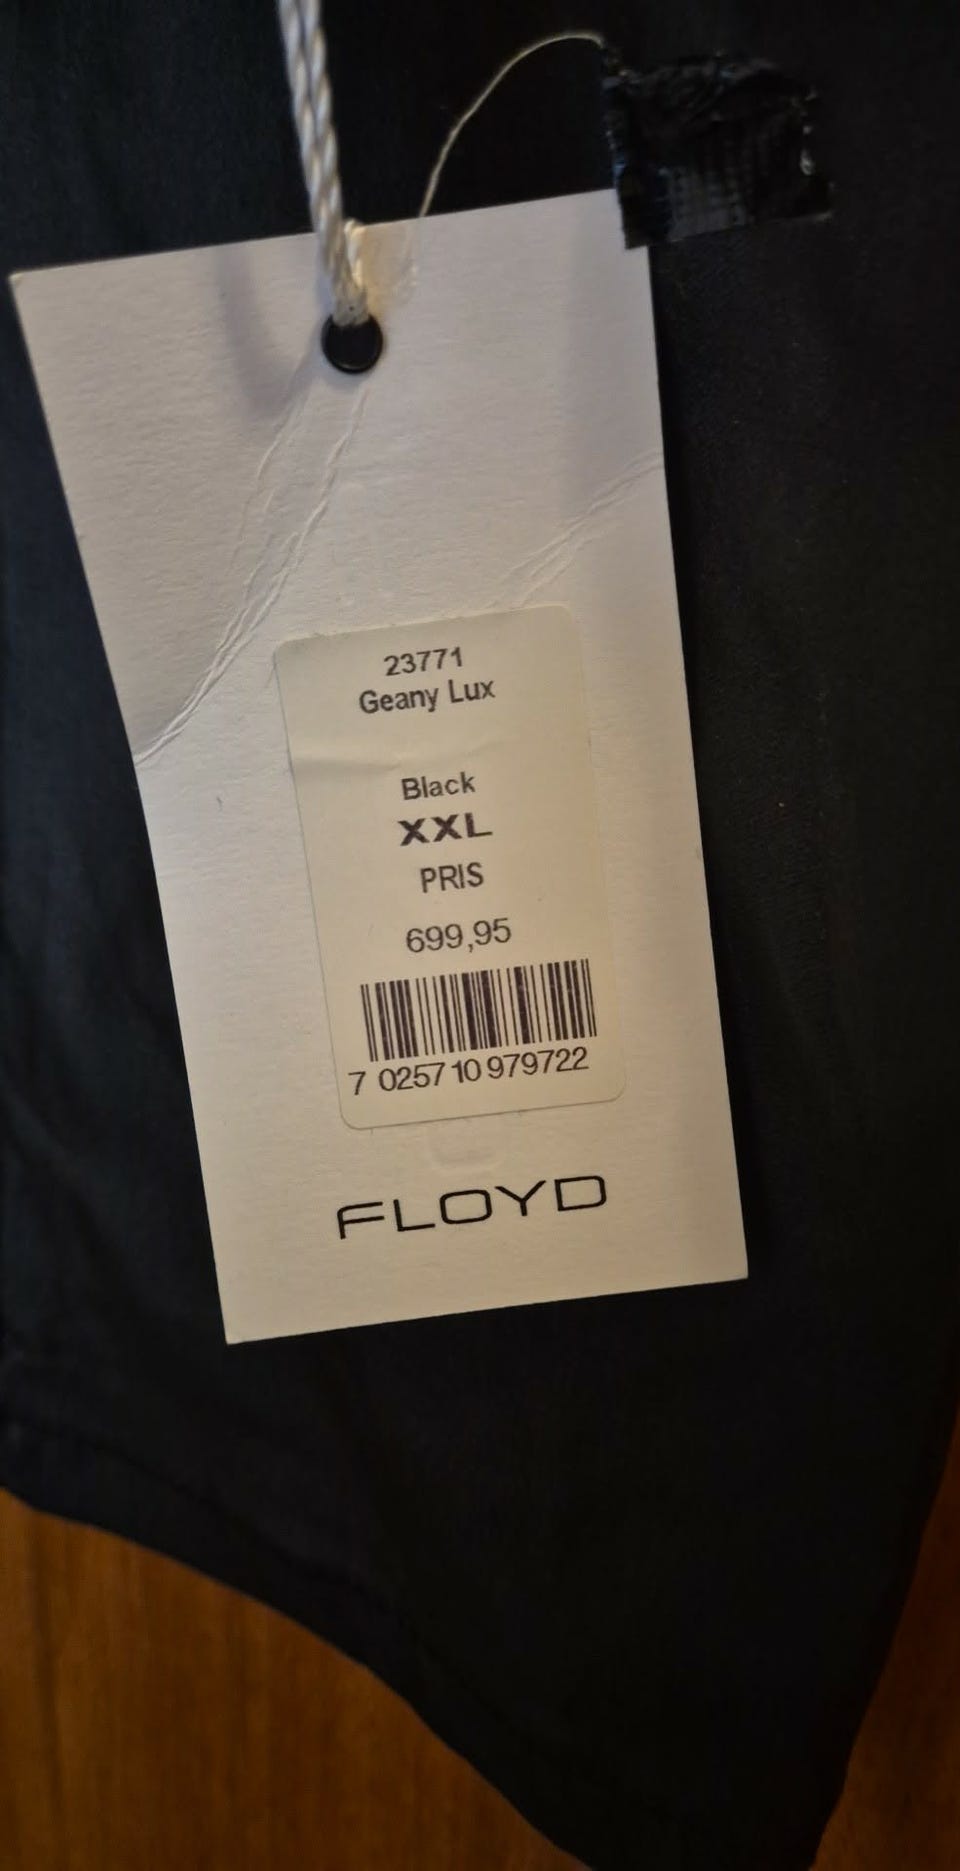 23771
Geany Lux
Black
XXL
PRIS
699,95
7 025710 979722
FLOYD